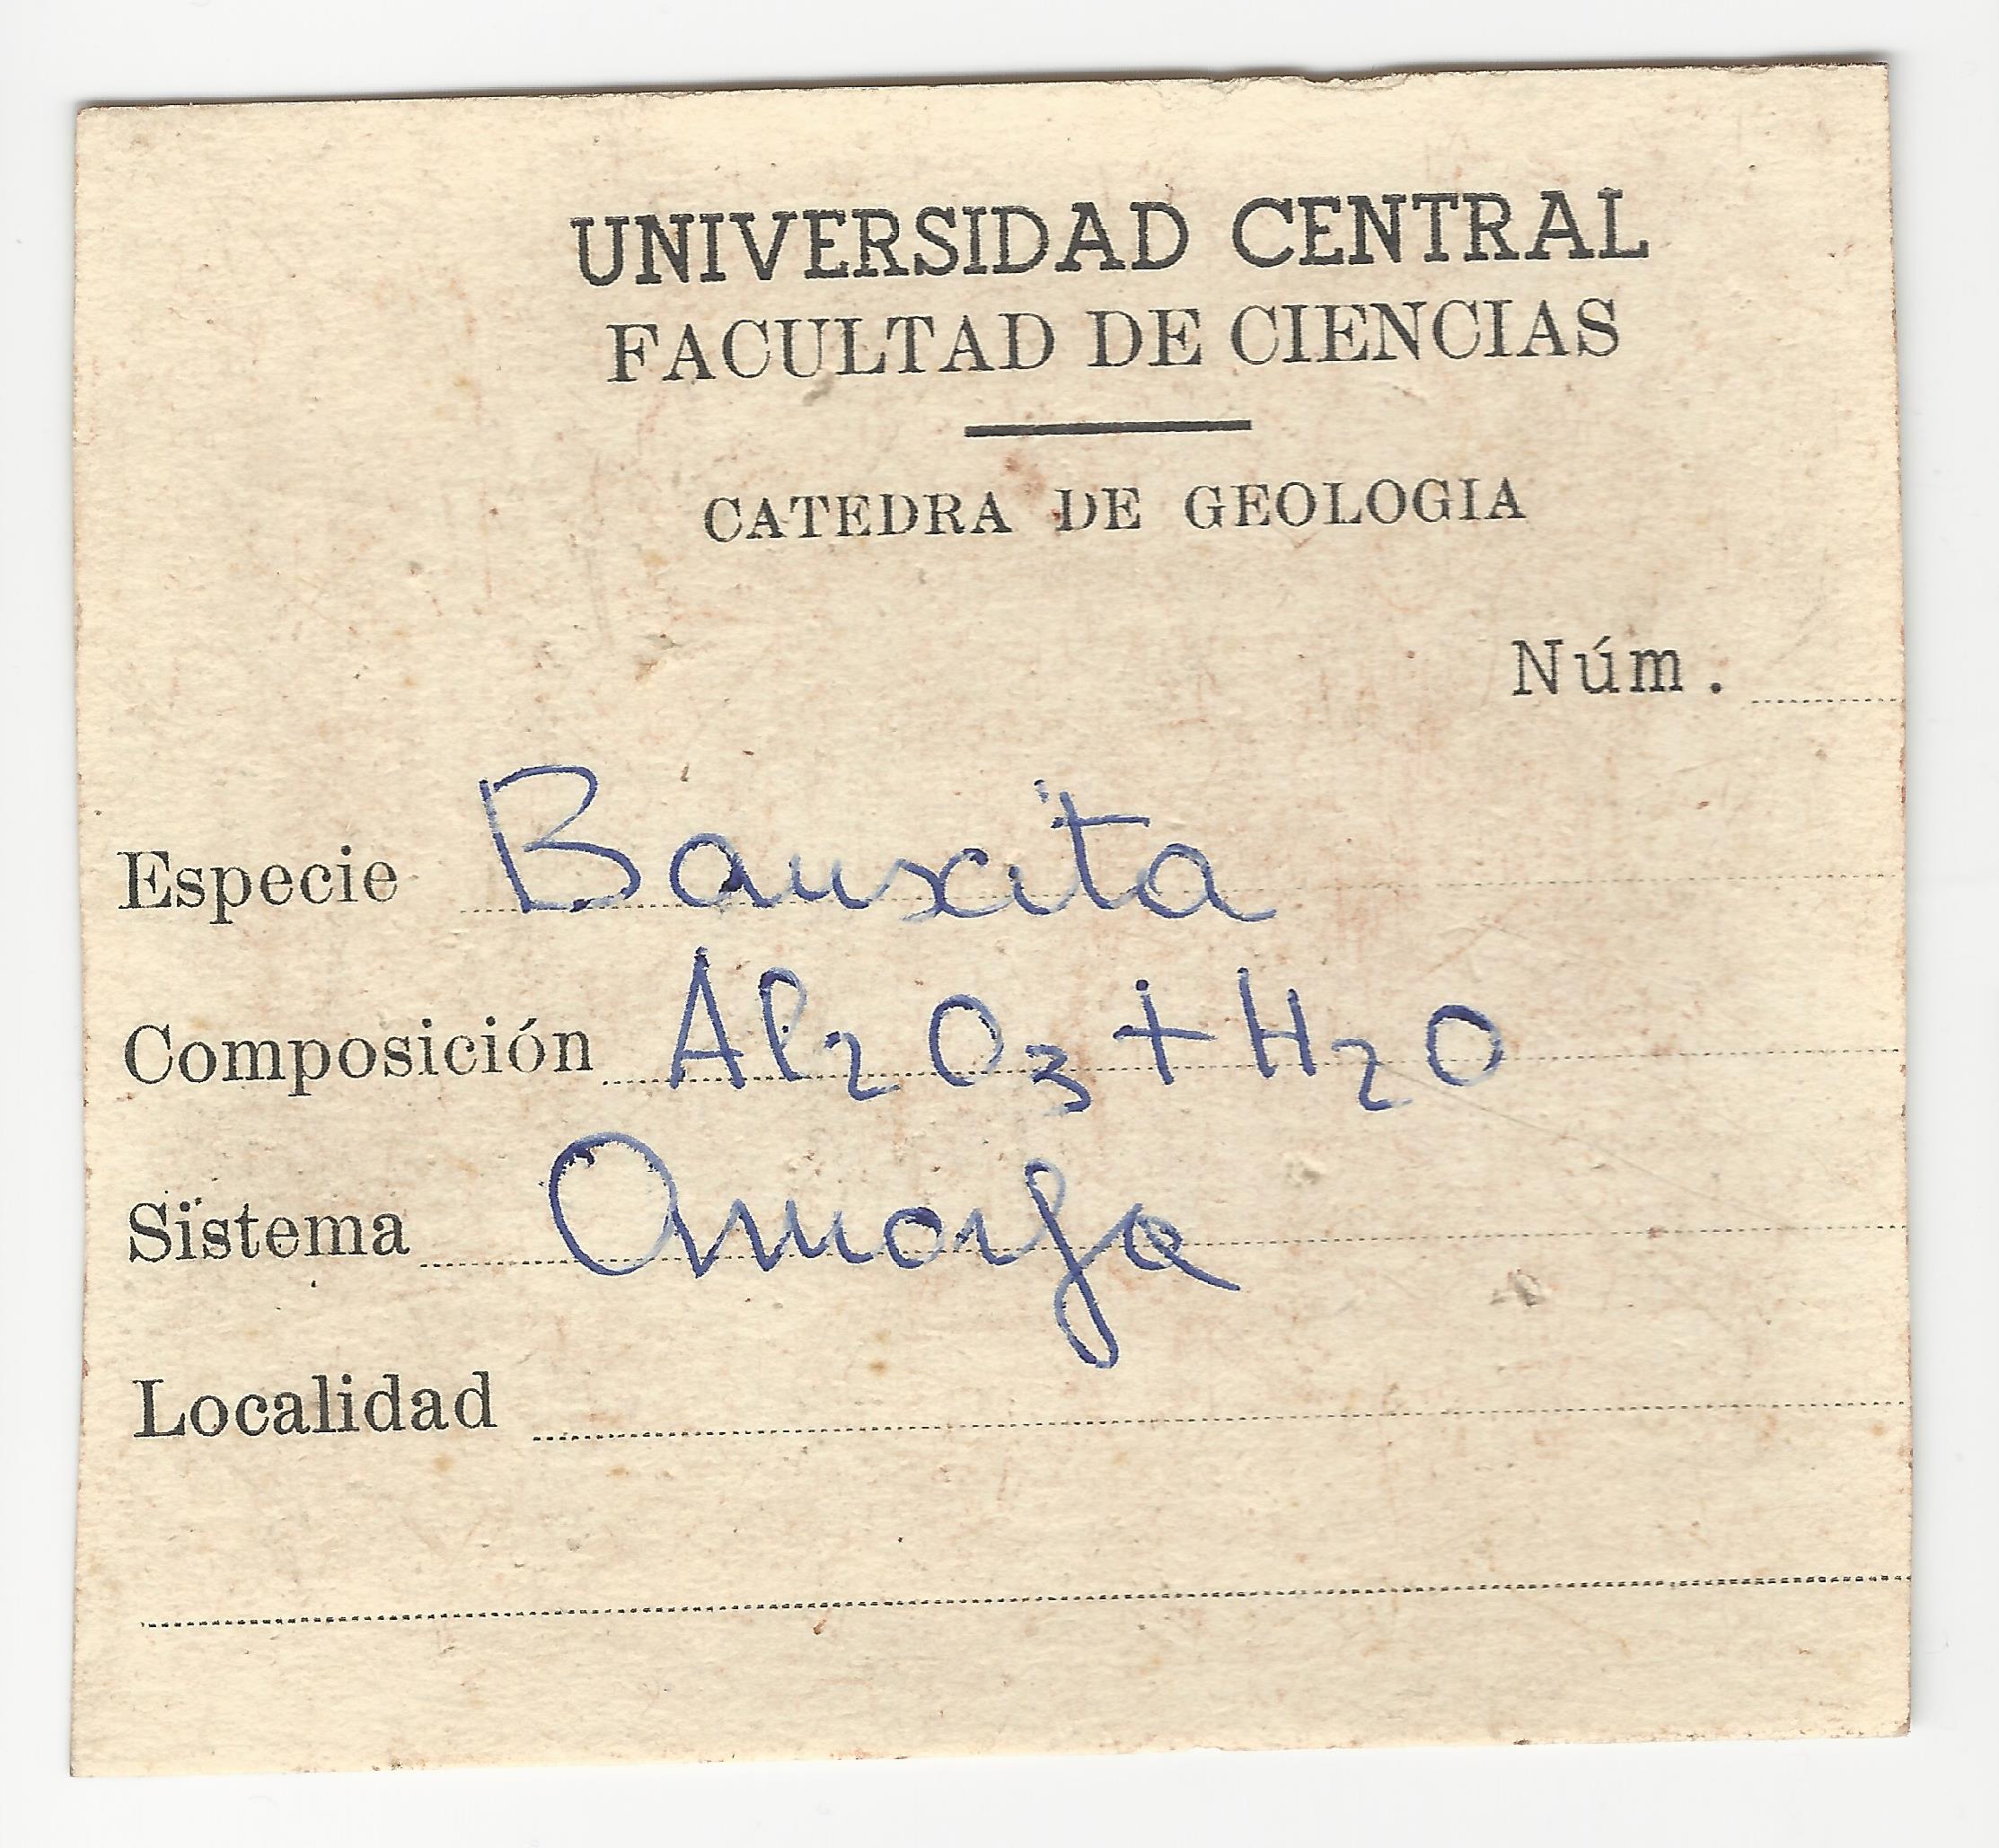 UNIVERSIDAD CENTRAL
FACULTAD DE CIENCIAS
CATEDRA DE GEOLOGIA
Núm.
Especie Bauxita
Composición Al2O3 + H2O
Sistema Amorfa
Localidad